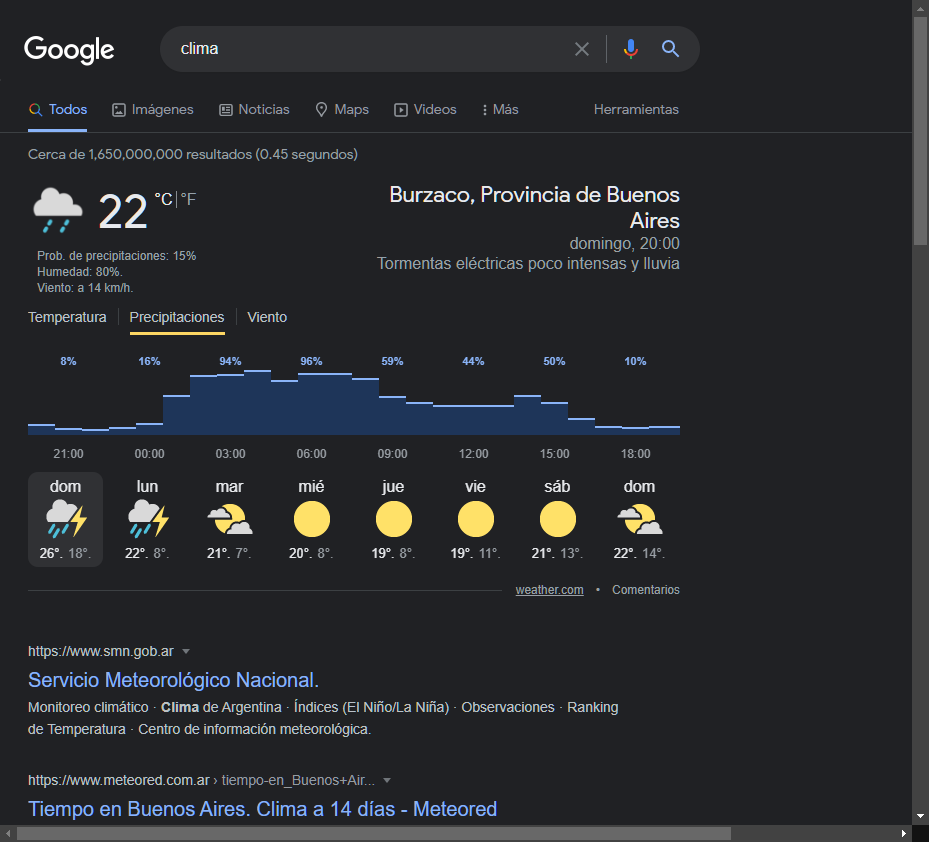 Google
clima
Todos Imágenes Noticias Maps Videos Más Herramientas
Cerca de 1,650,000,000 resultados (0.45 segundos)
22 °C | °F
Prob. de precipitaciones: 15%
Humedad: 80%.
Viento: a 14 km/h.
Burzaco, Provincia de Buenos
Aires
domingo, 20:00
Tormentas eléctricas poco intensas y lluvia
Temperatura Precipitaciones Viento
8% 16% 94% 96% 59% 44% 50% 10%
21:00 00:00 03:00 06:00 09:00 12:00 15:00 18:00
dom lun mar mié jue vie sáb dom
26°. 18°. 22°. 8°. 21°. 7°. 20°. 8°. 19°. 8°. 19°. 11°. 21°. 13°. 22°. 14°.
weather.com • Comentarios
https://www.smn.gob.ar
Servicio Meteorológico Nacional.
Monitoreo climático · Clima de Argentina · Índices (El Niño/La Niña) · Observaciones · Ranking
de Temperatura · Centro de información meteorológica.
https://www.meteored.com.ar › tiempo-en_Buenos+Air...
Tiempo en Buenos Aires. Clima a 14 días - Meteored